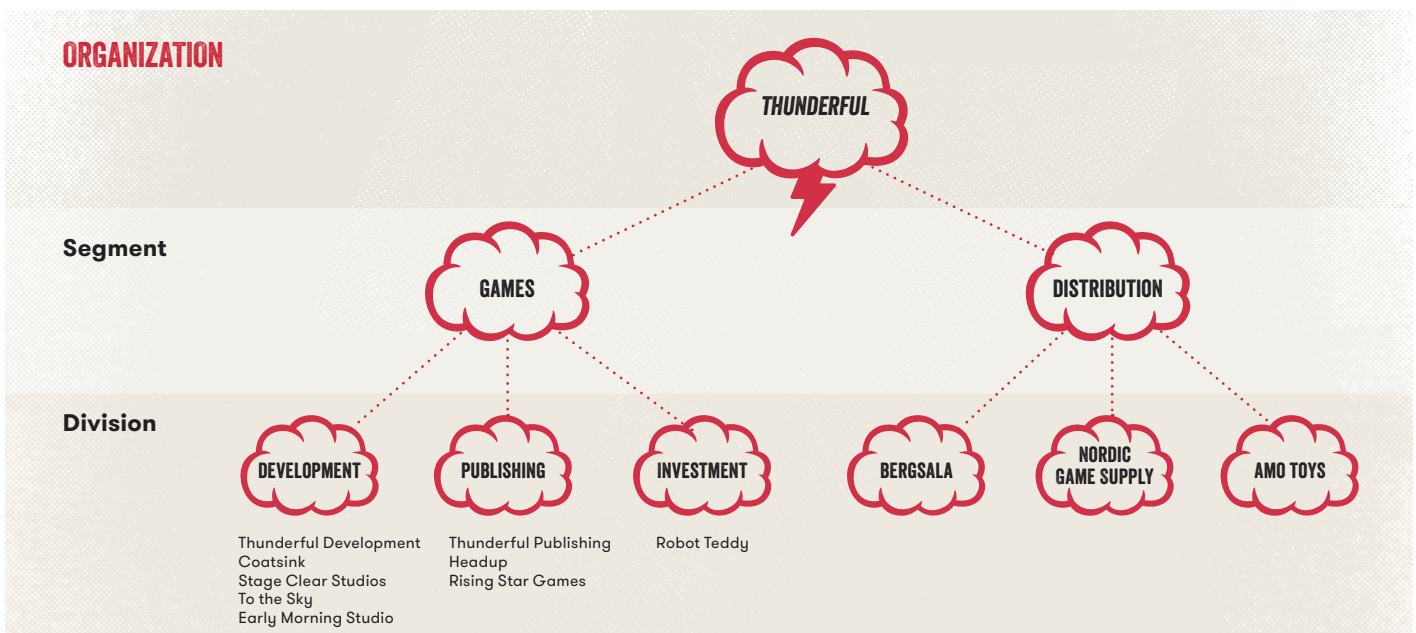 ORGANIZATION
THUNDERFUL
Segment
GAMES
DISTRIBUTION
Division
DEVELOPMENT
PUBLISHING
INVESTMENT
BERGSALA
NORDIC
GAME SUPPLY
AMO TOYS
Thunderful Development
Coatsink
Stage Clear Studios
To the Sky
Early Morning Studio
Thunderful Publishing
Headup
Rising Star Games
Robot Teddy